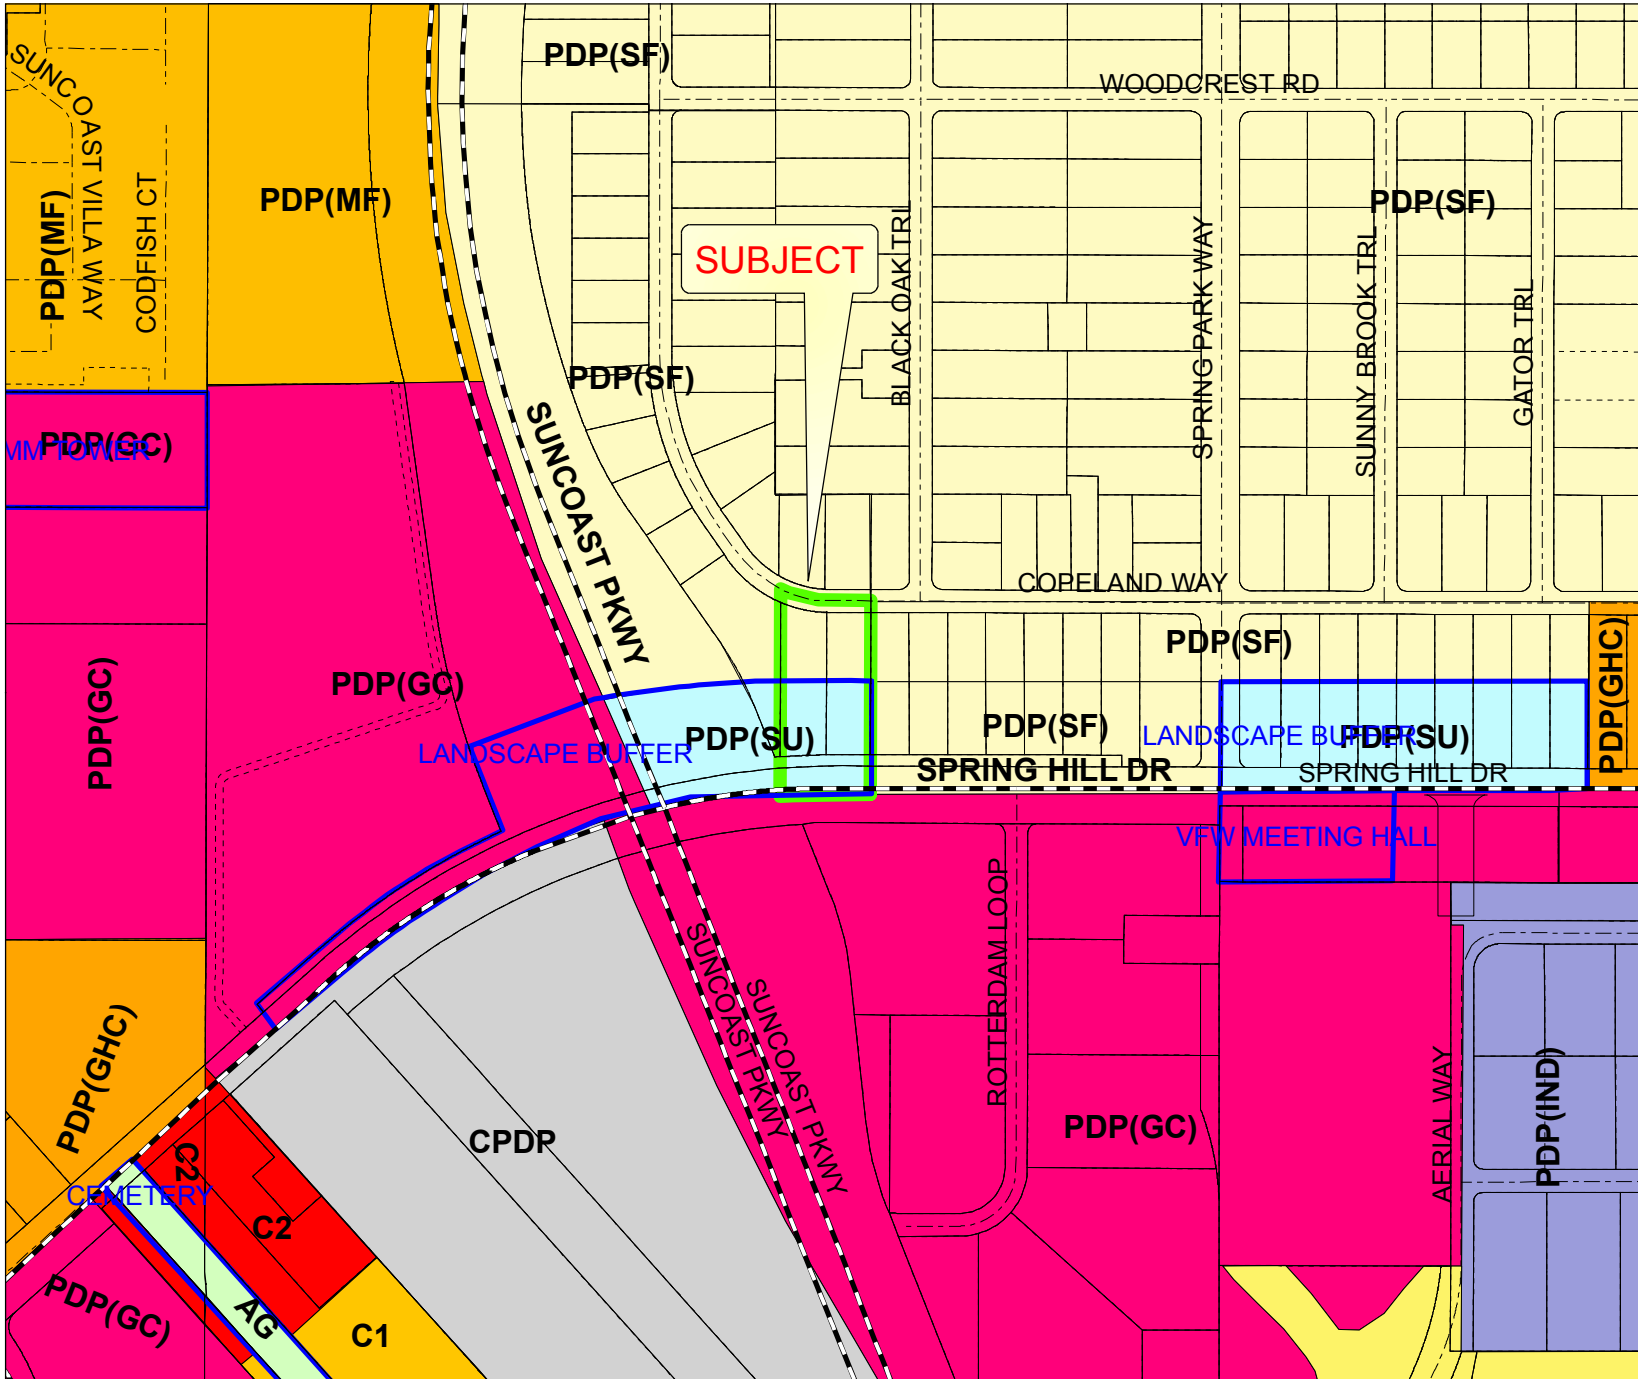 PDP(SF)
WOODCREST RD
SUNCOAST VILLA WAY
CODFISH CT
PDP(MF)
PDP(MF)
PDP(SF)
SUBJECT
BLACK OAK TRL
SPRING PARK WAY
SUNNY BROOK TRL
GATOR TRL
PDP(SF)
PDP(GC)
MM TOWER
SUNCOAST PKWY
COPELAND WAY
PDP(SF)
PDP(GHC)
PDP(GC)
PDP(GC)
PDP(SU)
LANDSCAPE BUFFER
PDP(SF)
LANDSCAPE BUFFER
PDP(SU)
SPRING HILL DR
SPRING HILL DR
VFW MEETING HALL
ROTTERDAM LOOP
SUNCOAST PKWY
SUNCOAST PKWY
PDP(GHC)
CPDP
PDP(GC)
AERIAL WAY
PDP(IND)
C2
CEMETERY
C2
PDP(GC)
AG
C1